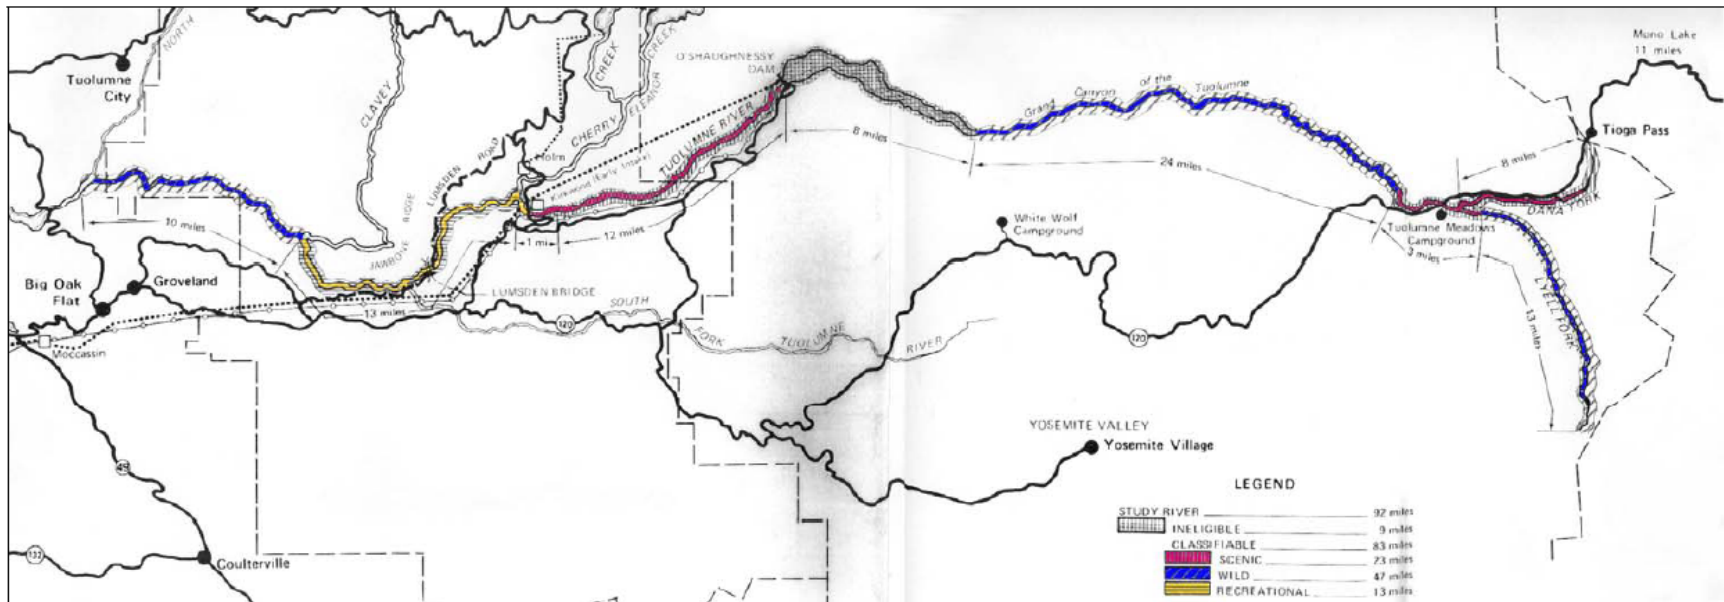 NORTH
Tuolumne
City
CLAVEY
CREEK
CHERRY
ELEANOR
CREEK
O'SHAUGHNESSY
DAM
Grand Canyon of the Tuolumne
Mono Lake
11 miles
Tioga Pass
TUOLUMNE RIVER
Holm
Kirkwood (Early Intake)
LUMSDEN ROAD
JAWBONE RIDGE
8 miles
24 miles
8 miles
DANA FORK
10 miles
1 mi
12 miles
White Wolf
Campground
Tuolumne Meadows
Campground
3 miles
LYELL FORK
13 miles
Big Oak
Flat
Groveland
LUMSDEN BRIDGE
13 miles
Moccassin
120
SOUTH FORK TUOLUMNE RIVER
120
YOSEMITE VALLEY
Yosemite Village
49
132
Coulterville
LEGEND
STUDY RIVER 92 miles
INELIGIBLE 9 miles
CLASSIFIABLE 83 miles
SCENIC 23 miles
WILD 47 miles
RECREATIONAL 13 miles